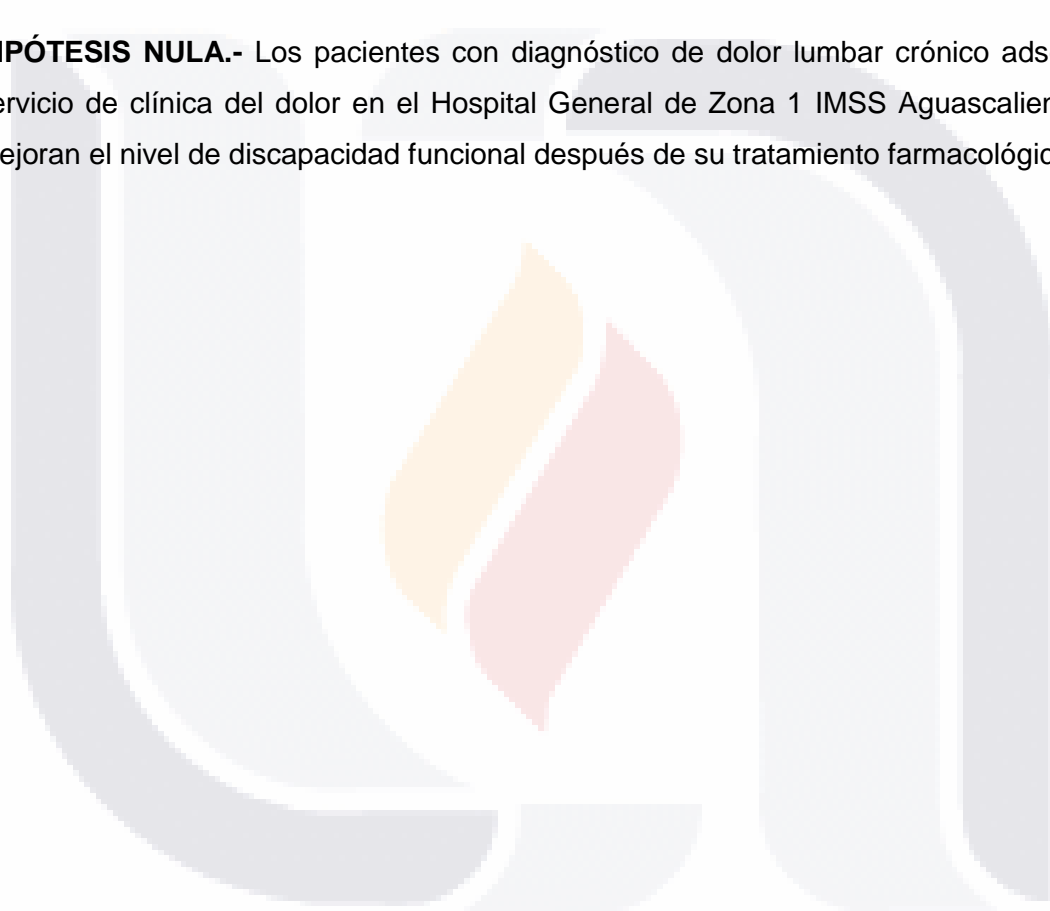 IPÓTESIS NULA.- Los pacientes con diagnóstico de dolor lumbar crónico ads
ervicio de clínica del dolor en el Hospital General de Zona 1 IMSS Aguascalien
ejoran el nivel de discapacidad funcional después de su tratamiento farmacológic